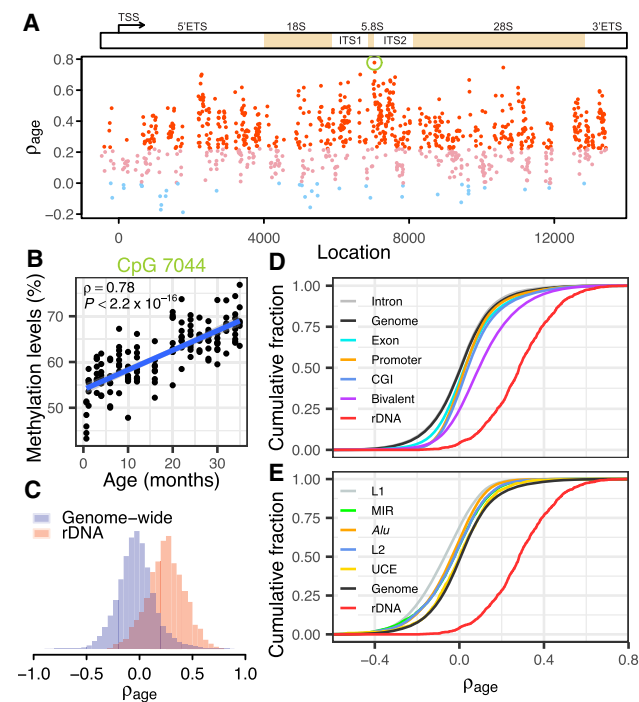 A
TSS
5'ETS
18S
ITS1
5.8S
ITS2
28S
3'ETS
0.8
0.6
0.4
0.2
0.0
−0.2
ρage
0
4000
8000
12000
Location
B
CpG 7044
ρ = 0.78
P < 2.2 x 10-16
70
60
50
Methylation levels (%)
0
10
20
30
Age (months)
C
Genome−wide
rDNA
−1.0
−0.5
0.0
0.5
1.0
ρage
D
1.00
0.75
0.50
0.25
0.00
Cumulative fraction
Intron
Genome
Exon
Promoter
CGI
Bivalent
rDNA
E
1.00
0.75
0.50
0.25
0.00
Cumulative fraction
L1
MIR
Alu
L2
UCE
Genome
rDNA
−0.4
0.0
0.4
0.8
ρage